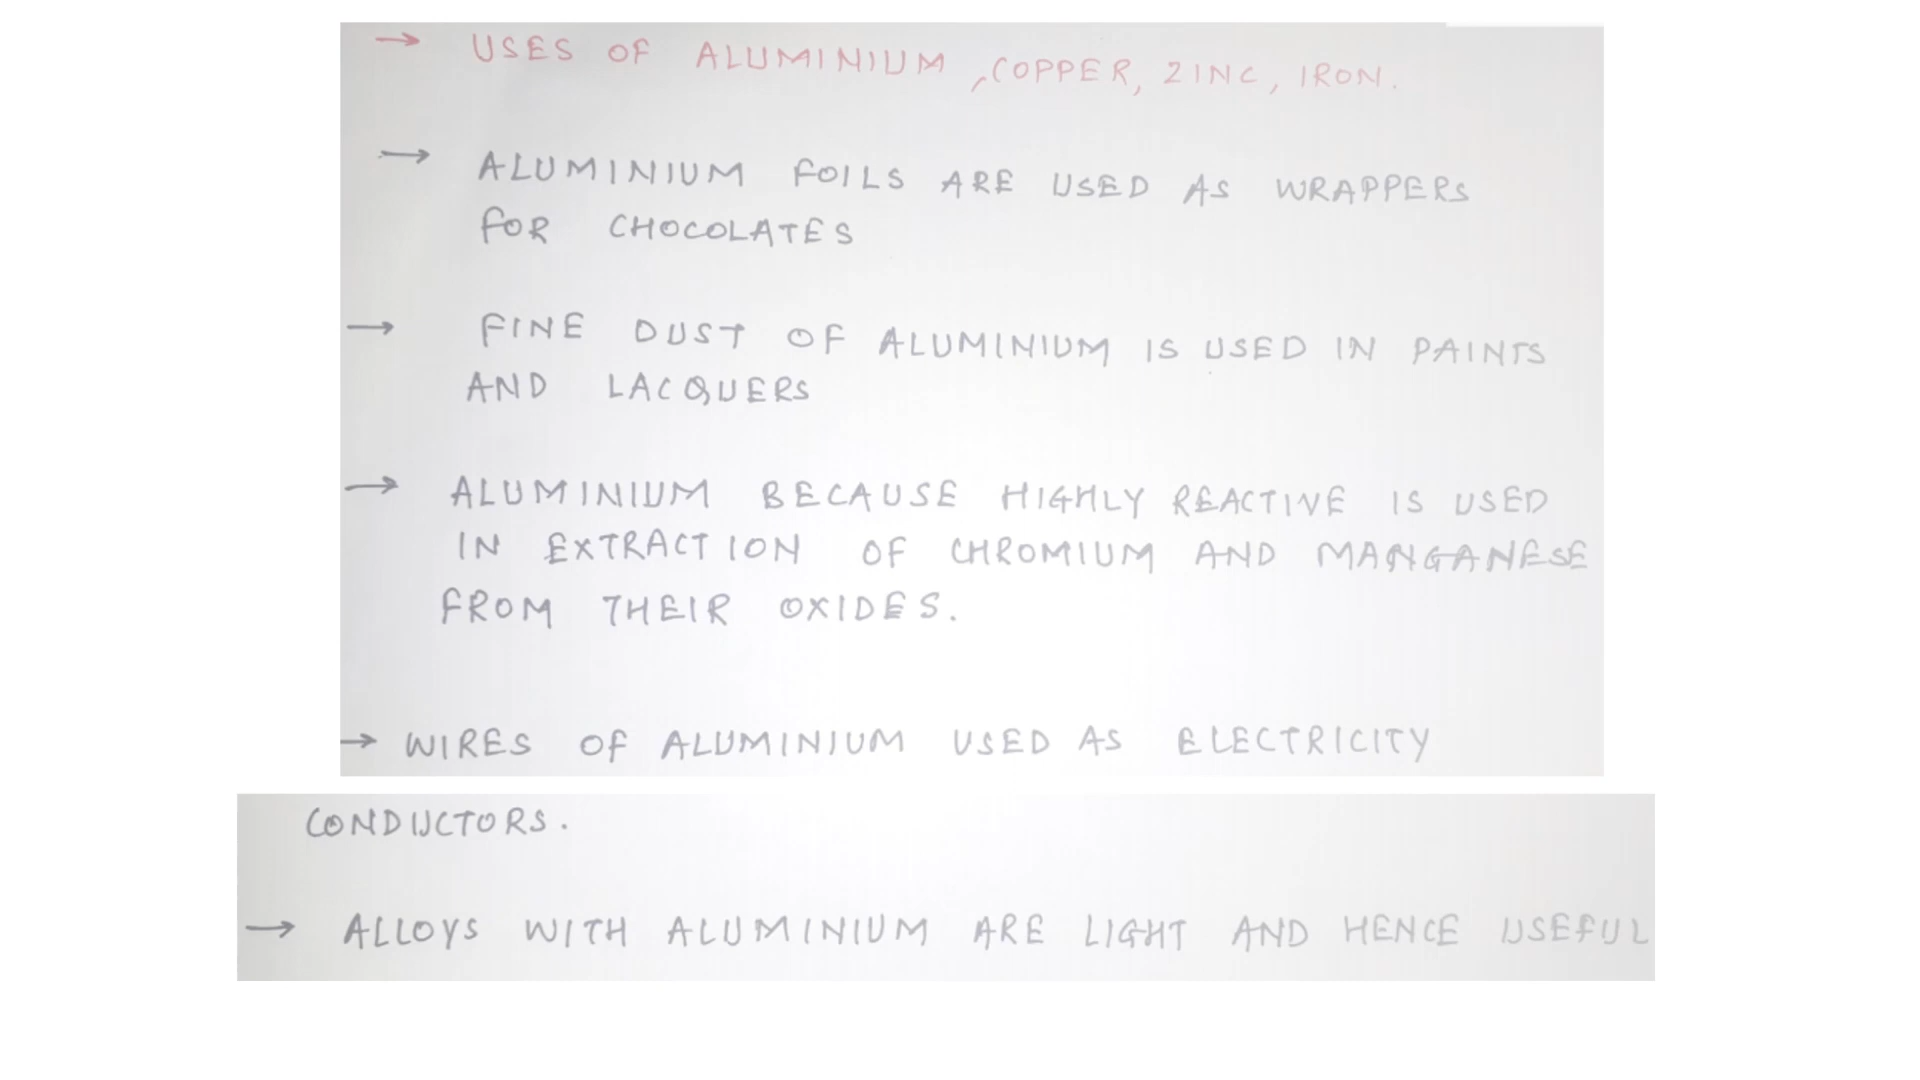 → USES OF ALUMINIUM, COPPER, ZINC, IRON.
→ ALUMINIUM FOILS ARE USED AS WRAPPERS
FOR CHOCOLATES
→ FINE DUST OF ALUMINIUM IS USED IN PAINTS
AND LACQUERS
→ ALUMINIUM BECAUSE HIGHLY REACTIVE IS USED
IN EXTRACTION OF CHROMIUM AND MANGANESE
FROM THEIR OXIDES.
→ WIRES OF ALUMINIUM USED AS ELECTRICITY
CONDUCTORS.
→ ALLOYS WITH ALUMINIUM ARE LIGHT AND HENCE USEFUL